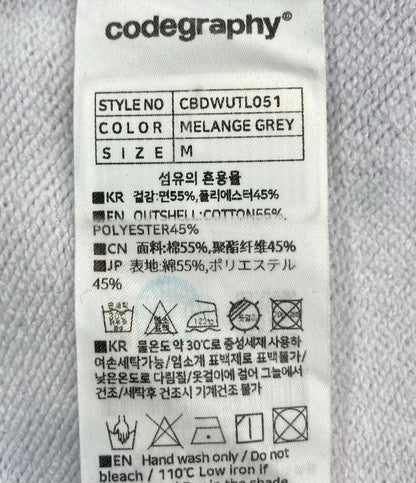 codegraphy®
STYLE NO CBDWUTL051
COLOR MELANGE GREY
SIZE M
섬유의 혼용율
KR 겉감:면55%,폴리에스터45%
EN OUTSHELL:COTTON55%,
POLYESTER45%
CN 面料:棉55%,聚酯纤维45%
JP 表地:綿55%,ポリエステル
45%
KR 물온도 약 30℃로 중성세제 사용하
여손세탁가능/염소계 표백제로 표백불가/
낮은온도로 다림질/옷걸이에 걸어 그늘에서
건조/세탁후 건조시 기계건조 불가
EN Hand wash only / Do not
bleach / 110℃ Low iron if